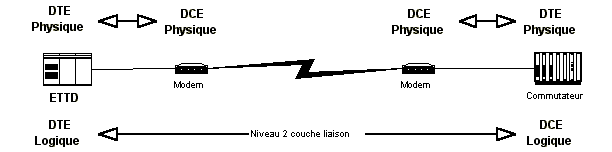 DTE
Physique
DCE
Physique
DCE
Physique
DTE
Physique
ETTD
Modem
Modem
Commutateur
DTE
Logique
Niveau 2 couche liaison
DCE
Logique